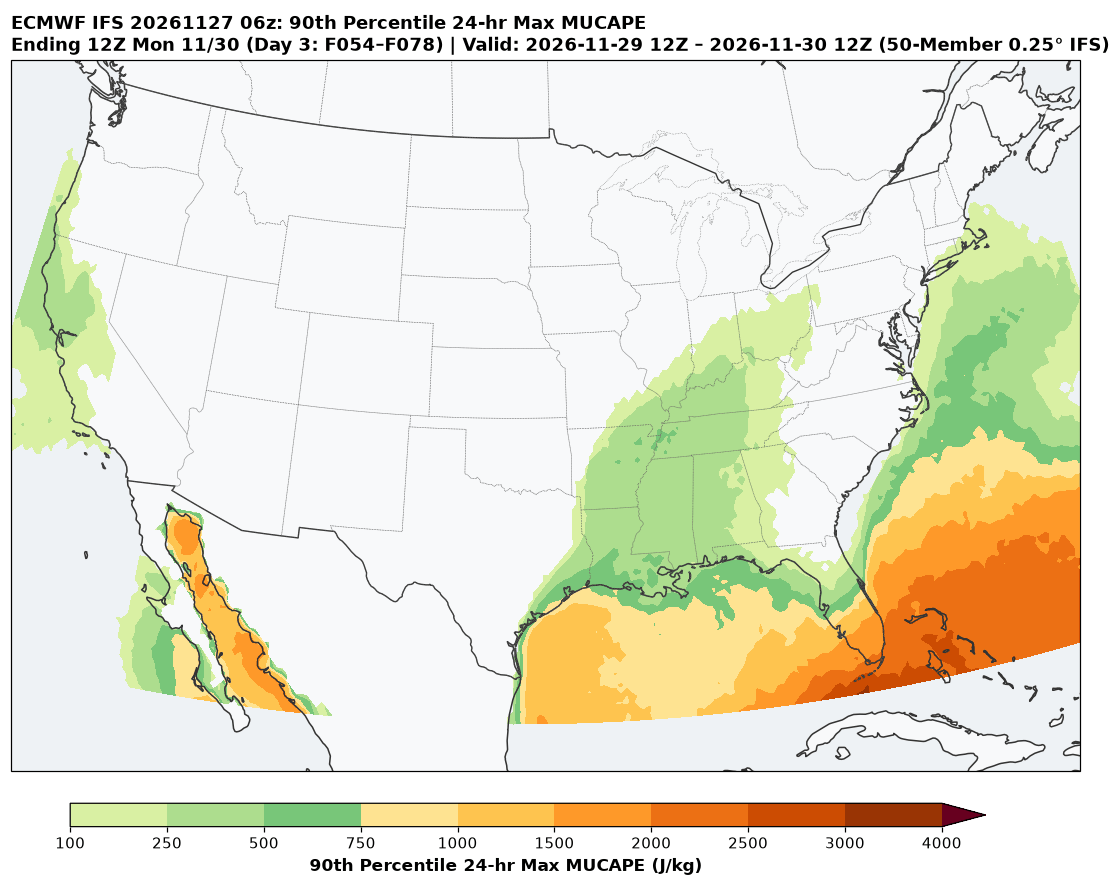 ECMWF IFS 20261127 06z: 90th Percentile 24-hr Max MUCAPE
Ending 12Z Mon 11/30 (Day 3: F054–F078) | Valid: 2026-11-29 12Z – 2026-11-30 12Z (50-Member 0.25° IFS)
100 250 500 750 1000 1500 2000 2500 3000 4000
90th Percentile 24-hr Max MUCAPE (J/kg)